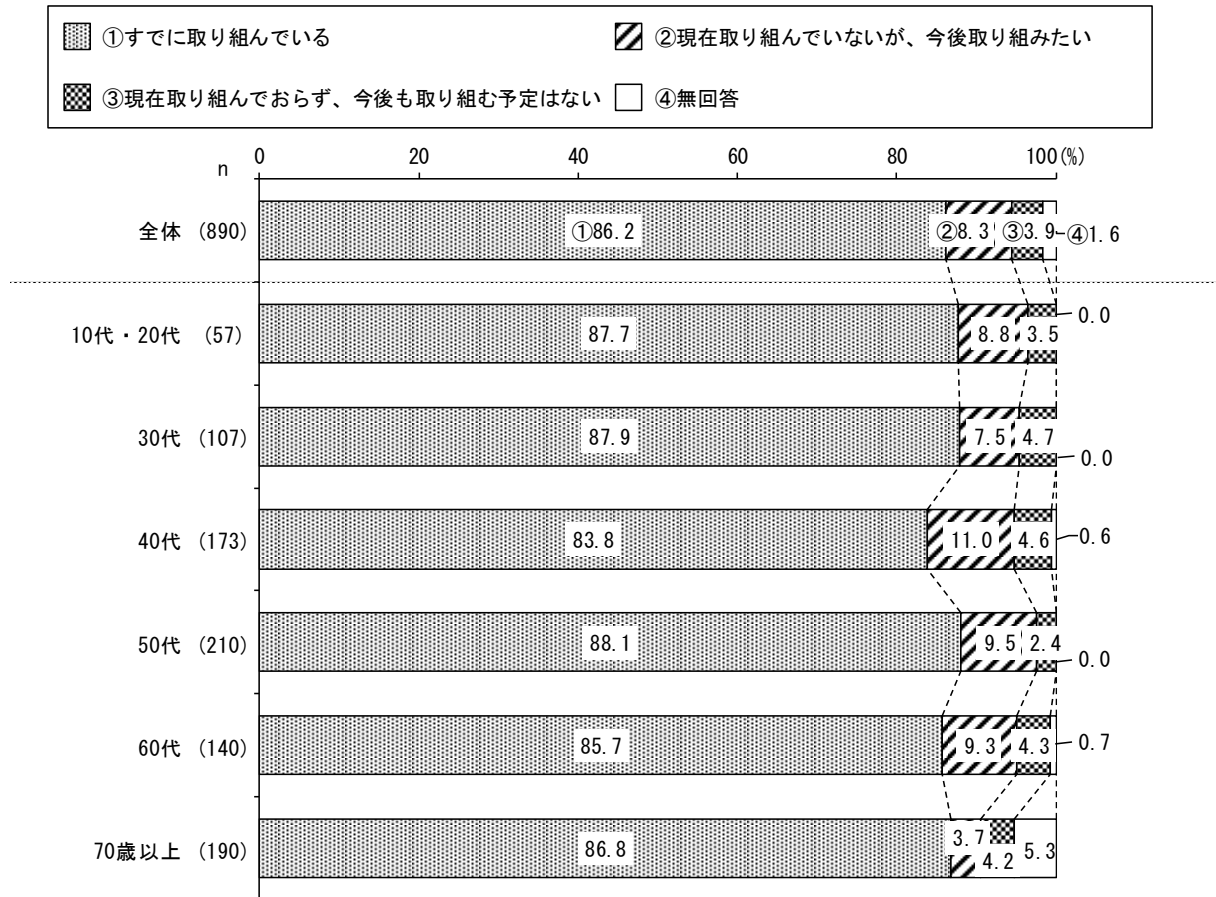 ①すでに取り組んでいる ②現在取り組んでいないが、今後取り組みたい
③現在取り組んでおらず、今後も取り組む予定はない ④無回答
n 0 20 40 60 80 100(%)
全体 (890) ①86.2 ②8.3 ③3.9 ④1.6
10代・20代 (57) 87.7 8.8 3.5 0.0
30代 (107) 87.9 7.5 4.7 0.0
40代 (173) 83.8 11.0 4.6 0.6
50代 (210) 88.1 9.5 2.4 0.0
60代 (140) 85.7 9.3 4.3 0.7
70歳以上 (190) 86.8 3.7 4.2 5.3